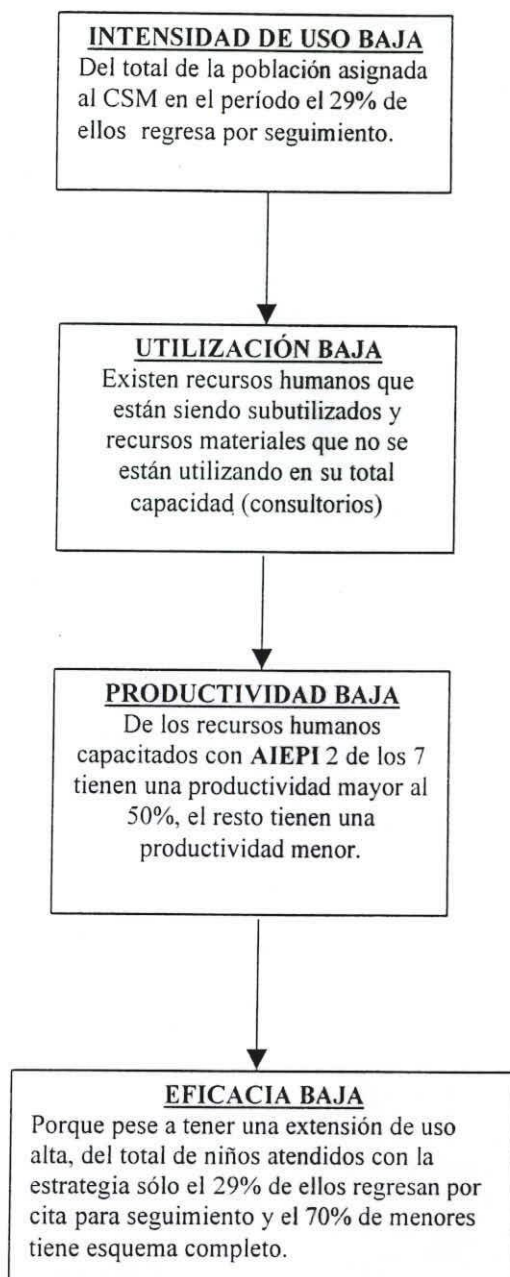 INTENSIDAD DE USO BAJA
Del total de la población asignada
al CSM en el período el 29% de
ellos regresa por seguimiento.
UTILIZACIÓN BAJA
Existen recursos humanos que
están siendo subutilizados y
recursos materiales que no se
están utilizando en su total
capacidad (consultorios)
PRODUCTIVIDAD BAJA
De los recursos humanos
capacitados con AIEPI 2 de los 7
tienen una productividad mayor al
50%, el resto tienen una
productividad menor.
EFICACIA BAJA
Porque pese a tener una extensión de uso
alta, del total de niños atendidos con la
estrategia sólo el 29% de ellos regresan por
cita para seguimiento y el 70% de menores
tiene esquema completo.